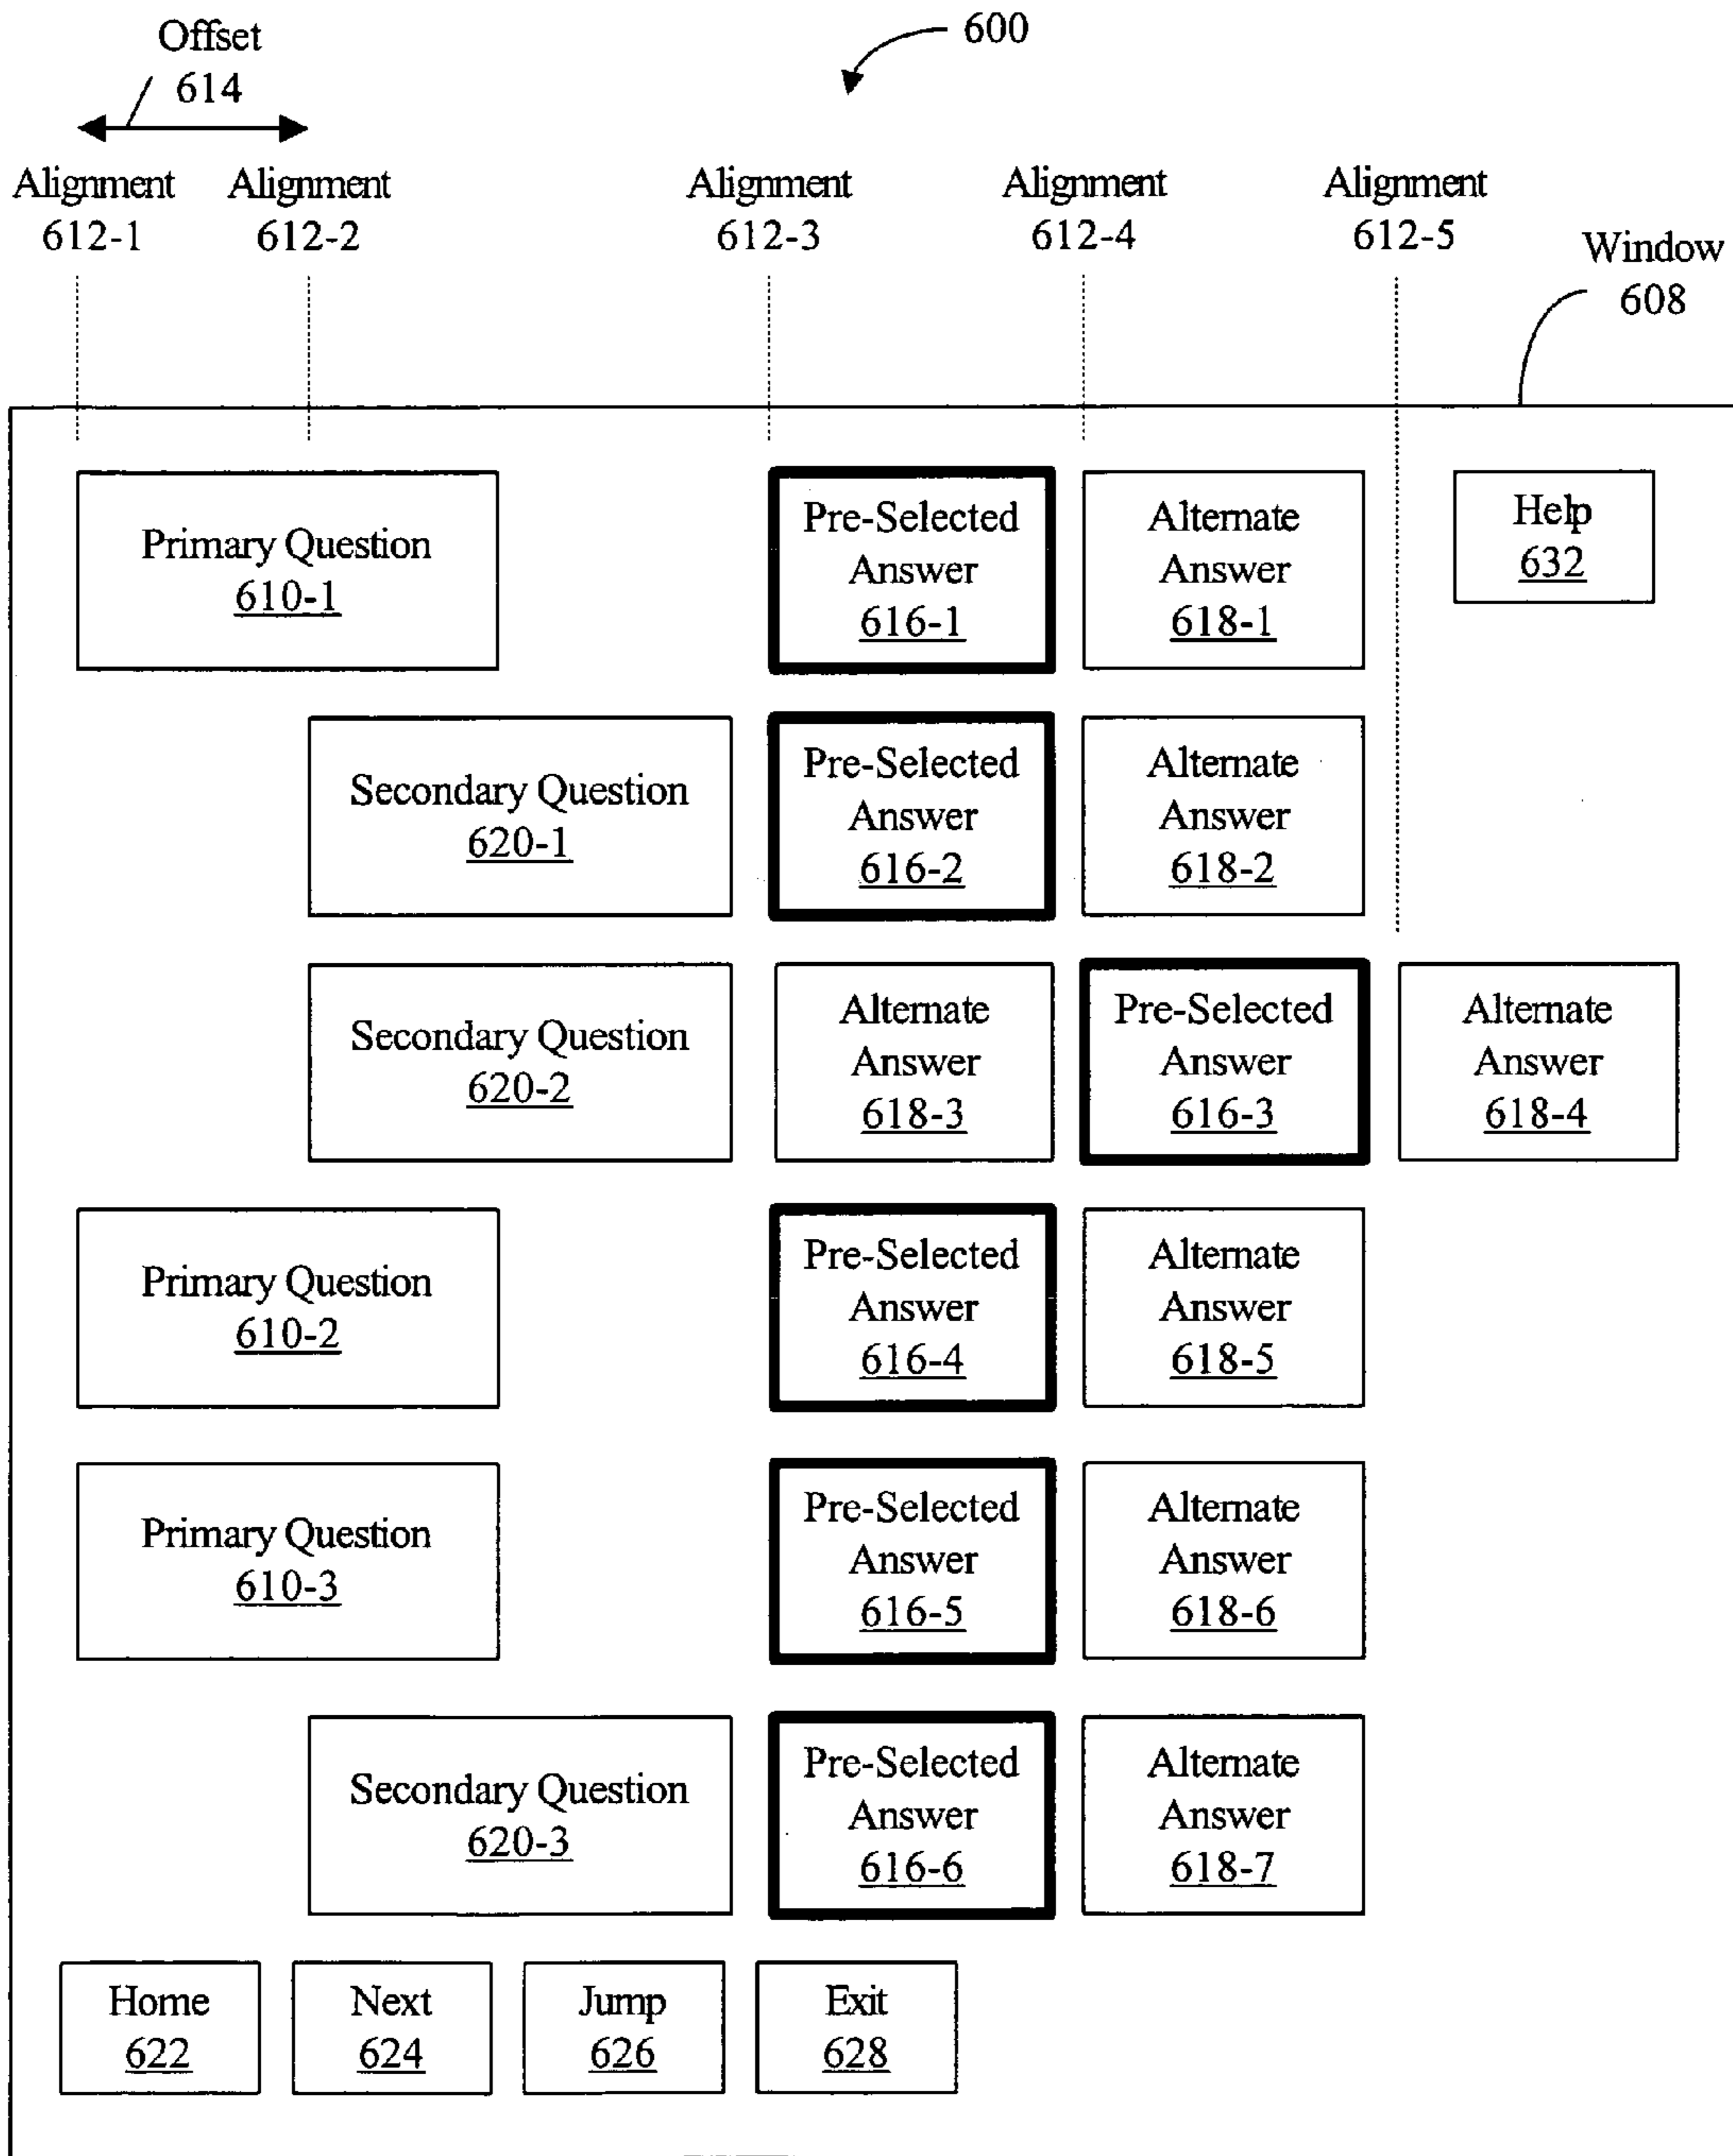 Offset
614
600
Alignment
612-1
Alignment
612-2
Alignment
612-3
Alignment
612-4
Alignment
612-5
Window
608
Primary Question
610-1
Pre-Selected
Answer
616-1
Alternate
Answer
618-1
Help
632
Secondary Question
620-1
Pre-Selected
Answer
616-2
Alternate
Answer
618-2
Secondary Question
620-2
Alternate
Answer
618-3
Pre-Selected
Answer
616-3
Alternate
Answer
618-4
Primary Question
610-2
Pre-Selected
Answer
616-4
Alternate
Answer
618-5
Primary Question
610-3
Pre-Selected
Answer
616-5
Alternate
Answer
618-6
Secondary Question
620-3
Pre-Selected
Answer
616-6
Alternate
Answer
618-7
Home
622
Next
624
Jump
626
Exit
628